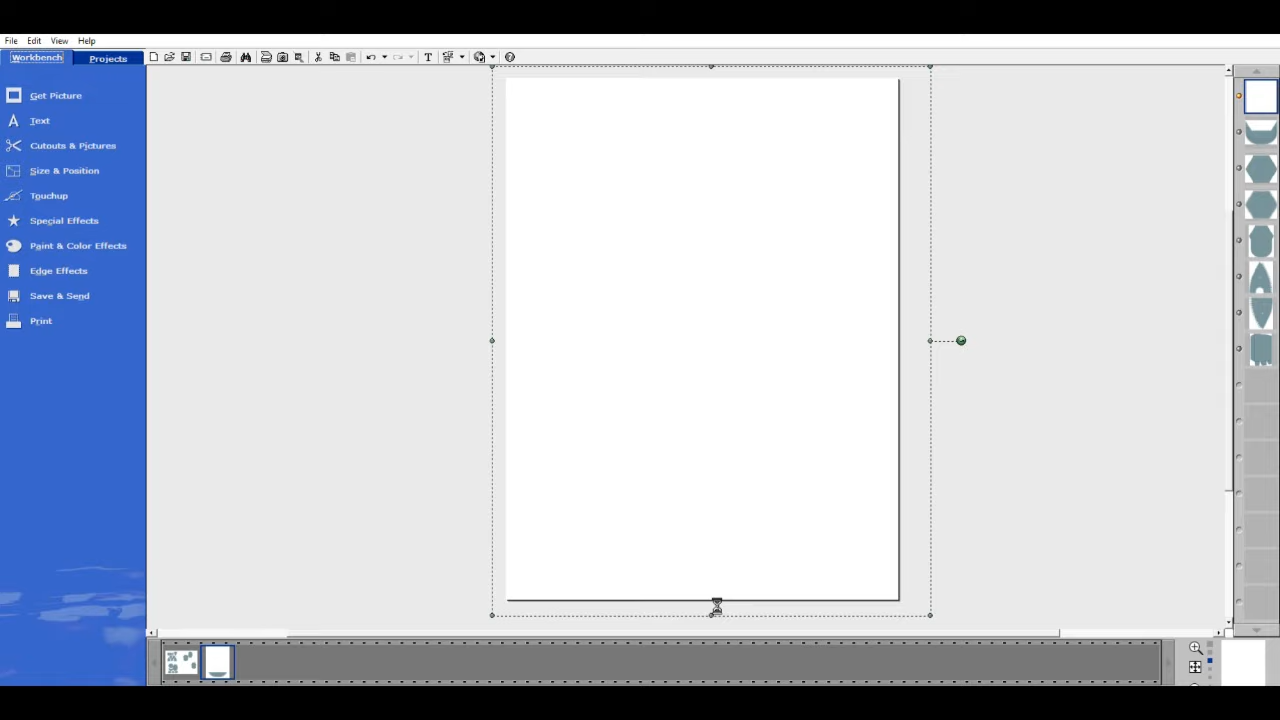 File Edit View Help
Workbench Projects
Get Picture
Text
Cutouts & Pictures
Size & Position
Touchup
Special Effects
Paint & Color Effects
Edge Effects
Save & Send
Print